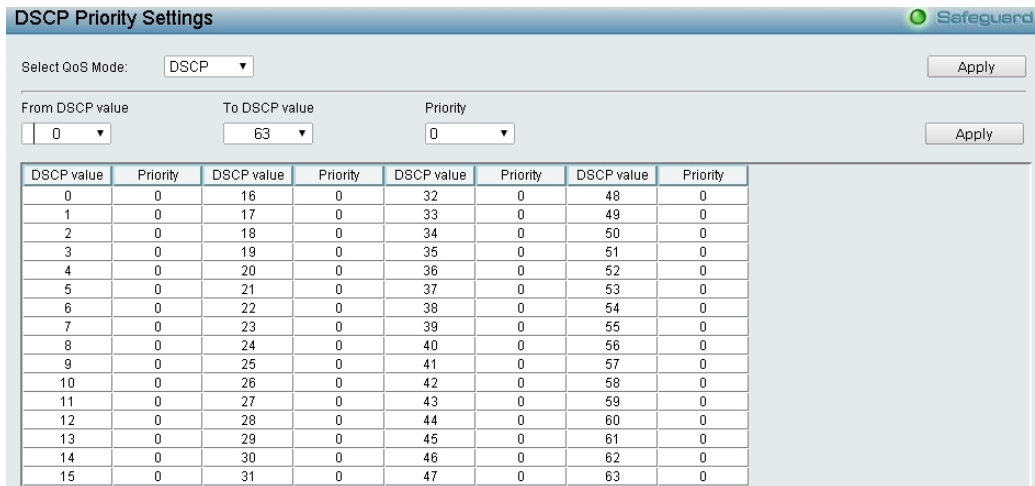 DSCP Priority Settings
Safeguard
Select QoS Mode: DSCP Apply
From DSCP value To DSCP value Priority
0 63 0 Apply
DSCP value Priority DSCP value Priority DSCP value Priority DSCP value Priority
0 0 16 0 32 0 48 0
1 0 17 0 33 0 49 0
2 0 18 0 34 0 50 0
3 0 19 0 35 0 51 0
4 0 20 0 36 0 52 0
5 0 21 0 37 0 53 0
6 0 22 0 38 0 54 0
7 0 23 0 39 0 55 0
8 0 24 0 40 0 56 0
9 0 25 0 41 0 57 0
10 0 26 0 42 0 58 0
11 0 27 0 43 0 59 0
12 0 28 0 44 0 60 0
13 0 29 0 45 0 61 0
14 0 30 0 46 0 62 0
15 0 31 0 47 0 63 0